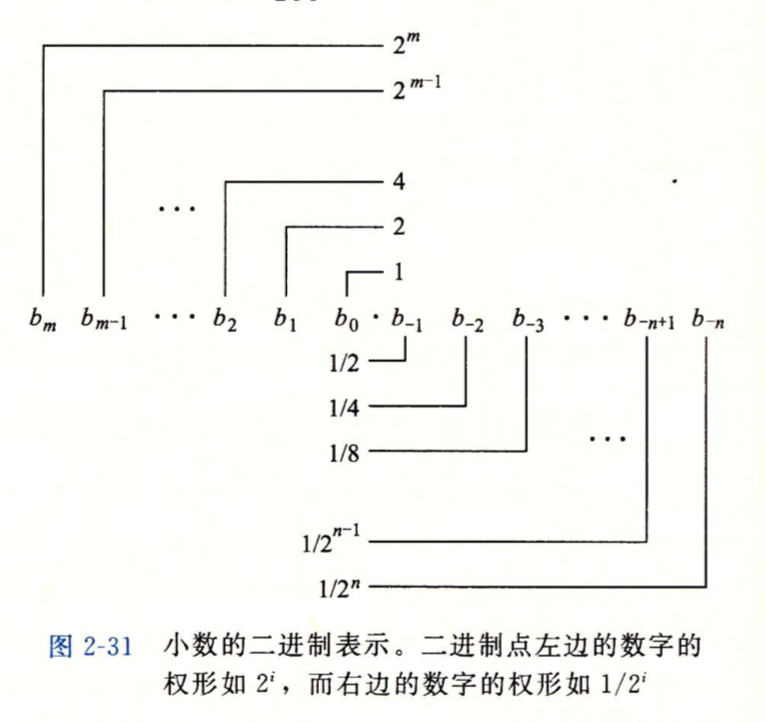 2^m
2^{m-1}
4
...
2
1
b_m b_{m-1} ... b_2 b_1 b_0 . b_{-1} b_{-2} b_{-3} ... b_{-n+1} b_{-n}
1/2
1/4
...
1/8
1/2^{n-1}
1/2^n
图 2-31 小数的二进制表示。二进制点左边的数字的
权形如 2^i，而右边的数字的权形如 1/2^i